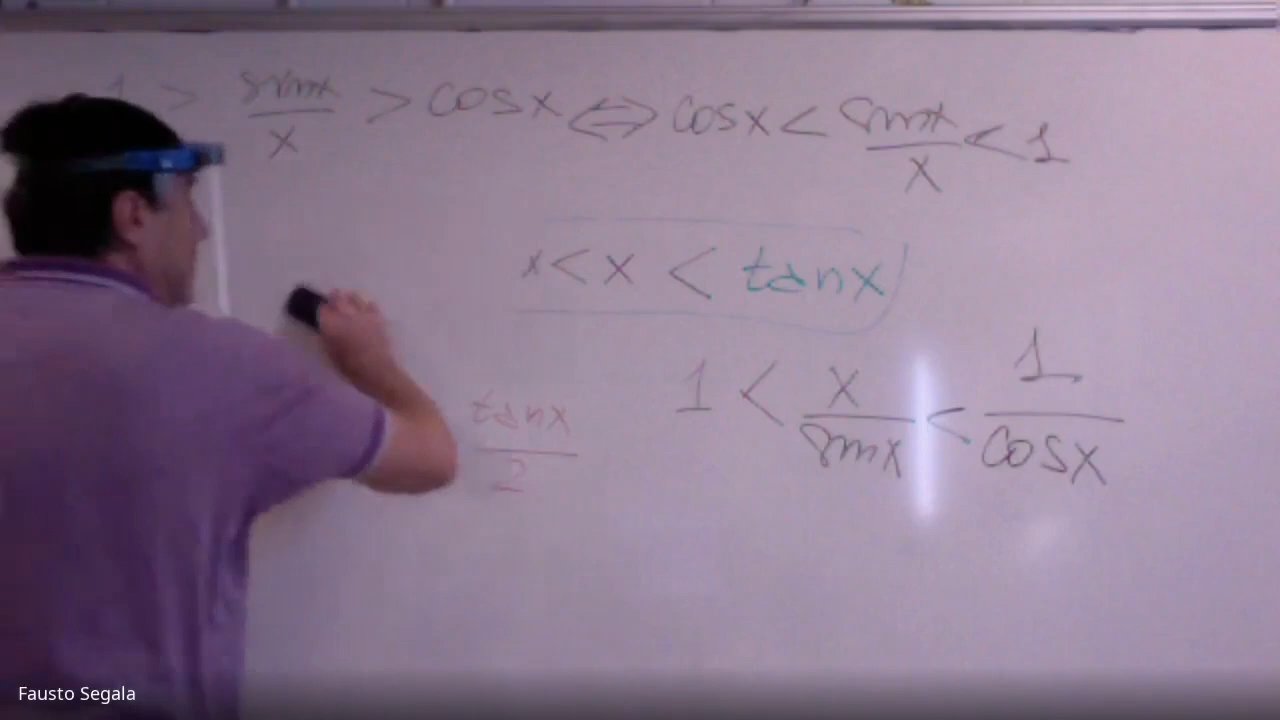 1 > sinx/x > cosx ⇔ cosx < sinx/x < 1
x < x < tanx
1 < x/sinx < 1/cosx
tanx/2
Fausto Segala